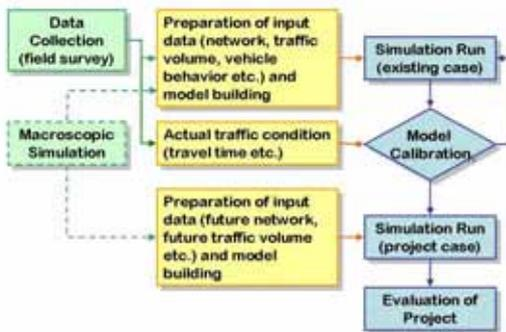 Data
Collection
(field survey)
Preparation of input
data (network, traffic
volume, vehicle
behavior etc.) and
model building
Simulation Run
(existing case)
Macroscopic
Simulation
Actual traffic condition
(travel time etc.)
Model
Calibration
Preparation of input
data (future network,
future traffic volume
etc.) and model
building
Simulation Run
(project case)
Evaluation of
Project